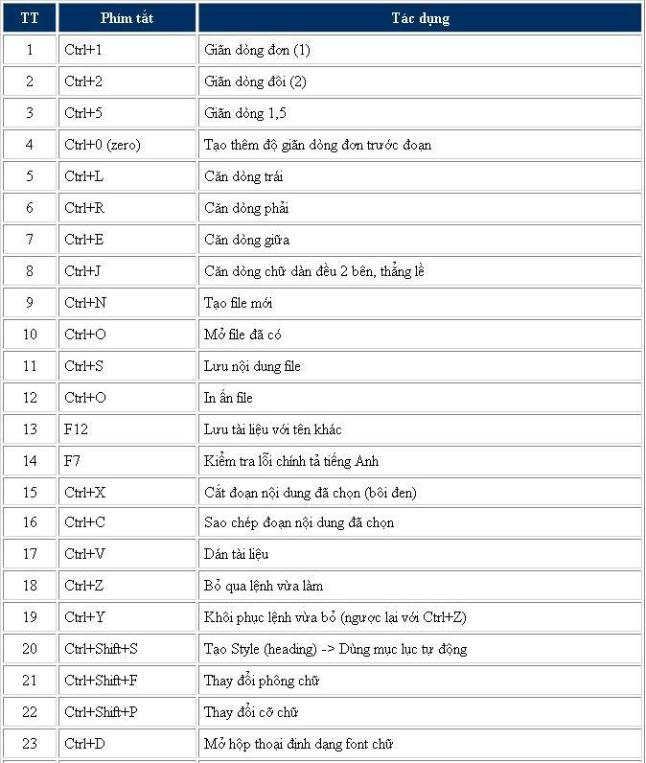 TT Phím tắt Tác dụng
1 Ctrl+1 Giãn dòng đơn (1)
2 Ctrl+2 Giãn dòng đôi (2)
3 Ctrl+5 Giãn dòng 1,5
4 Ctrl+0 (zero) Tạo thêm độ giãn dòng đơn trước đoạn
5 Ctrl+L Căn dòng trái
6 Ctrl+R Căn dòng phải
7 Ctrl+E Căn dòng giữa
8 Ctrl+J Căn dòng chữ dàn đều 2 bên, thẳng lề
9 Ctrl+N Tạo file mới
10 Ctrl+O Mở file đã có
11 Ctrl+S Lưu nội dung file
12 Ctrl+O In ấn file
13 F12 Lưu tài liệu với tên khác
14 F7 Kiểm tra lỗi chính tả tiếng Anh
15 Ctrl+X Cắt đoạn nội dung đã chọn (bôi đen)
16 Ctrl+C Sao chép đoạn nội dung đã chọn
17 Ctrl+V Dán tài liệu
18 Ctrl+Z Bỏ qua lệnh vừa làm
19 Ctrl+Y Khôi phục lệnh vừa bỏ (ngược lại với Ctrl+Z)
20 Ctrl+Shift+S Tạo Style (heading) -> Dùng mục lục tự động
21 Ctrl+Shift+F Thay đổi phông chữ
22 Ctrl+Shift+P Thay đổi cỡ chữ
23 Ctrl+D Mở hộp thoại định dạng font chữ